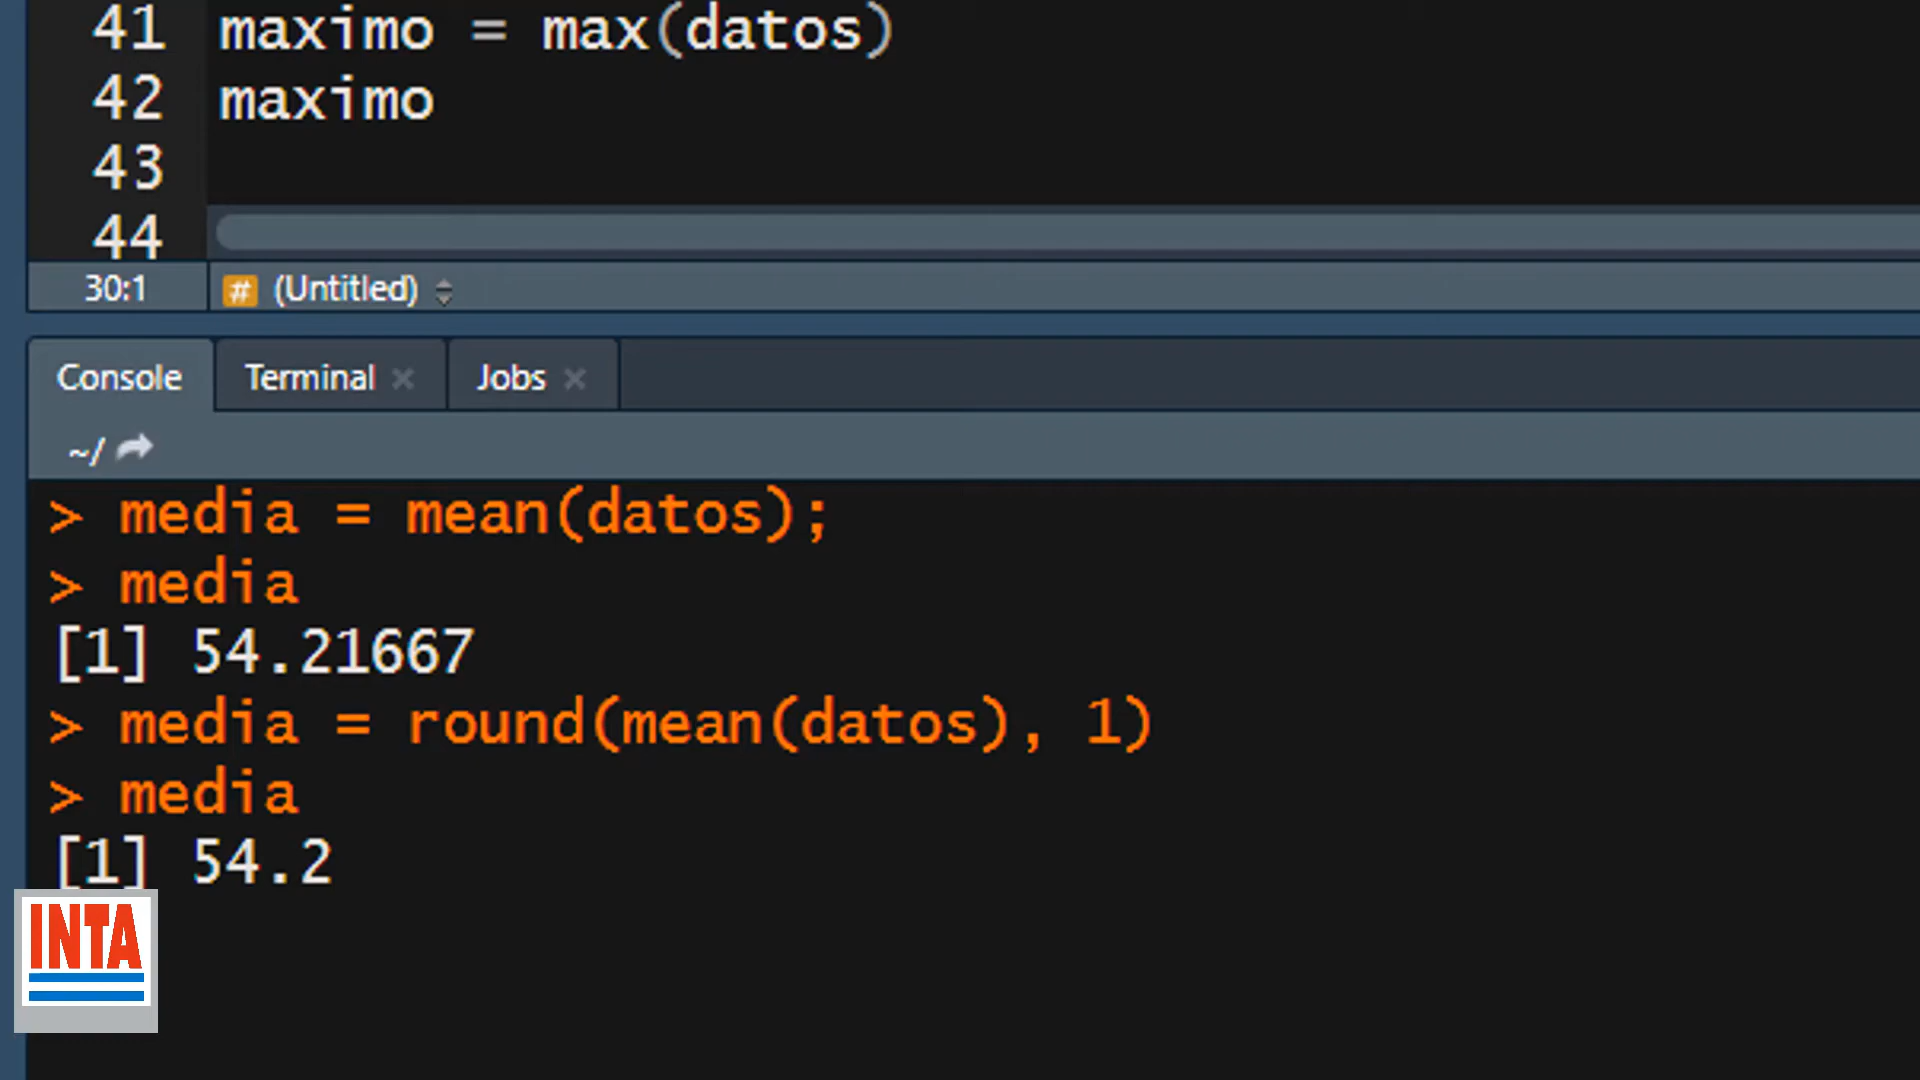 41 maximo = max(datos)
42 maximo
43
44
30:1 # (Untitled)
Console Terminal Jobs
~/
> media = mean(datos);
> media
[1] 54.21667
> media = round(mean(datos), 1)
> media
[1] 54.2
INTA